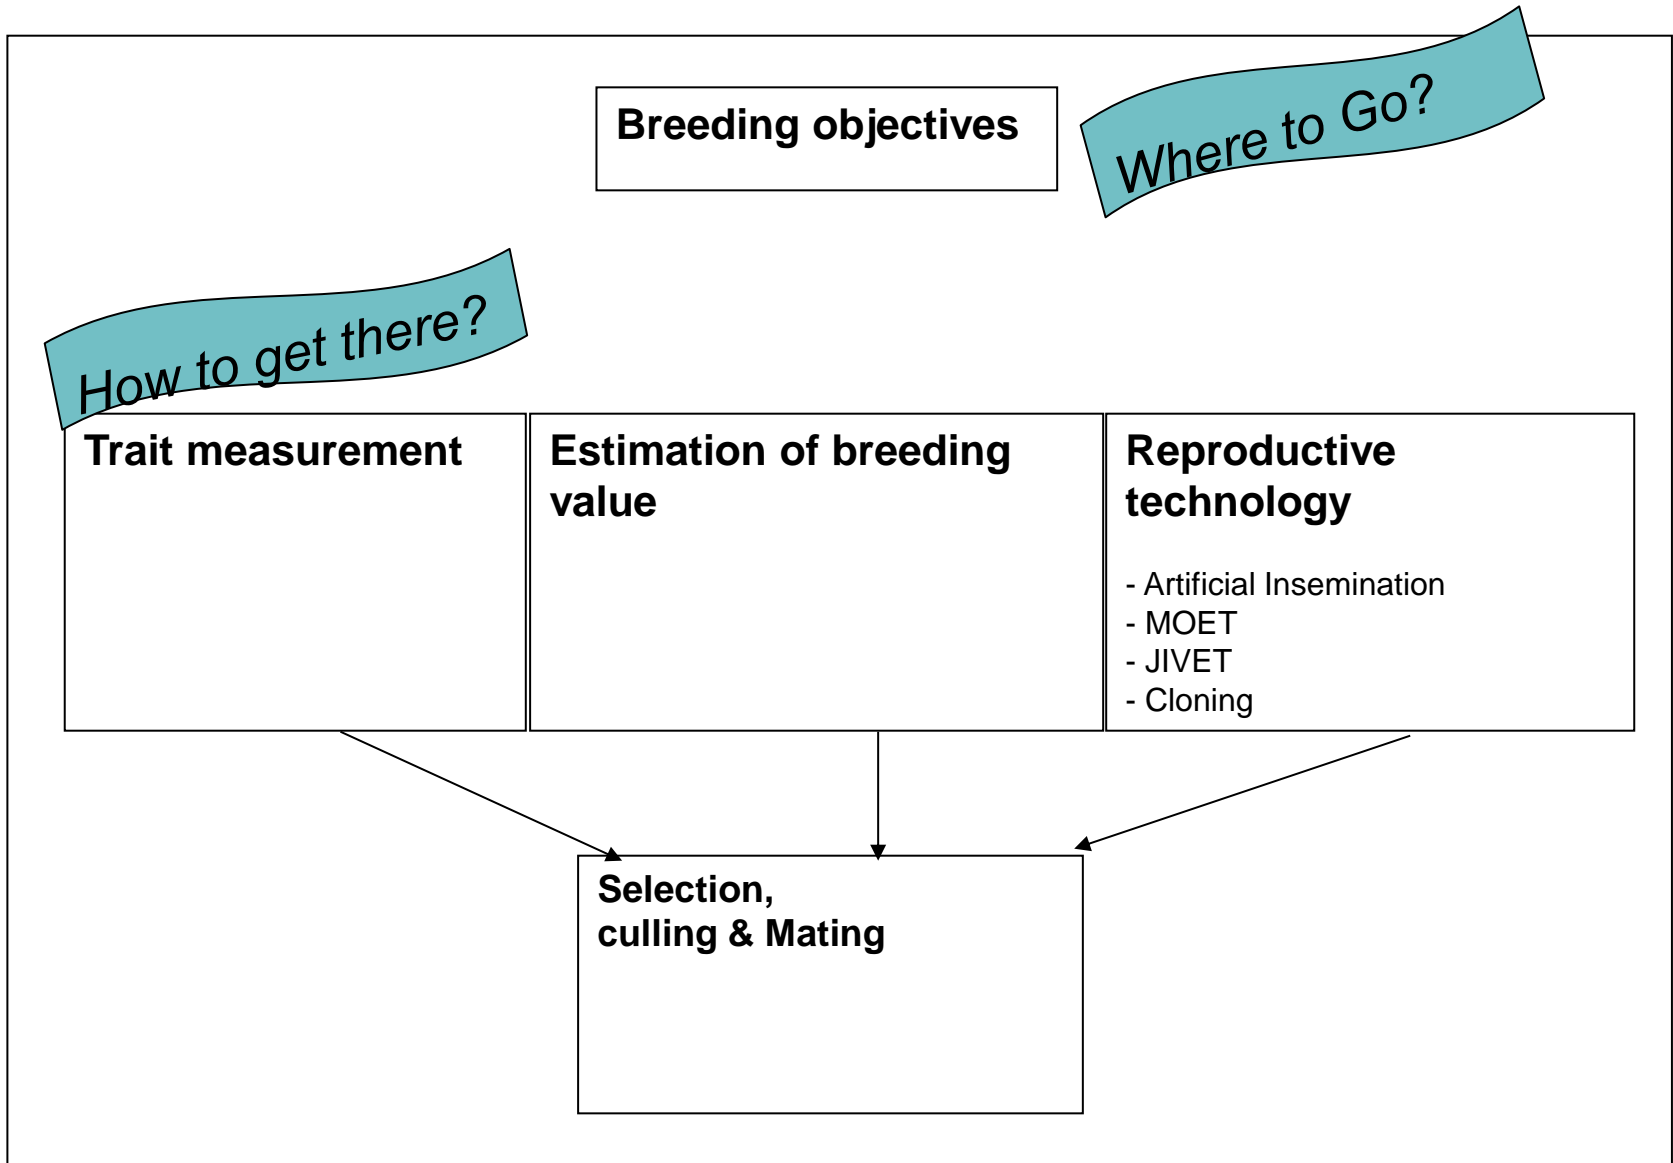 Breeding objectives
Where to Go?
How to get there?
Trait measurement
Estimation of breeding
value
Reproductive
technology
- Artificial Insemination
- MOET
- JIVET
- Cloning
Selection,
culling & Mating